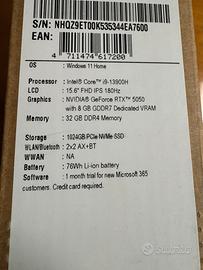 S/N: NHQZ9ET00K535344EA7600
EAN:
4 711474 617200
OS : Windows 11 Home
Processor : Intel® Core™ i9-13900H
LCD : 15.6" FHD IPS 180Hz
Graphics : NVIDIA® GeForce RTX™ 5050
with 8 GB GDDR7 Dedicated VRAM
Memory : 32 GB DDR4 Memory
Storage : 1024GB/PCIe NVMe SSD
WLAN/Bluetooth : 2x2 AX+BT
WWAN : NA
Battery : 76Wh Li-ion battery
Software : 1 month trial for new Microsoft 365
customers. Credit card required.
subito